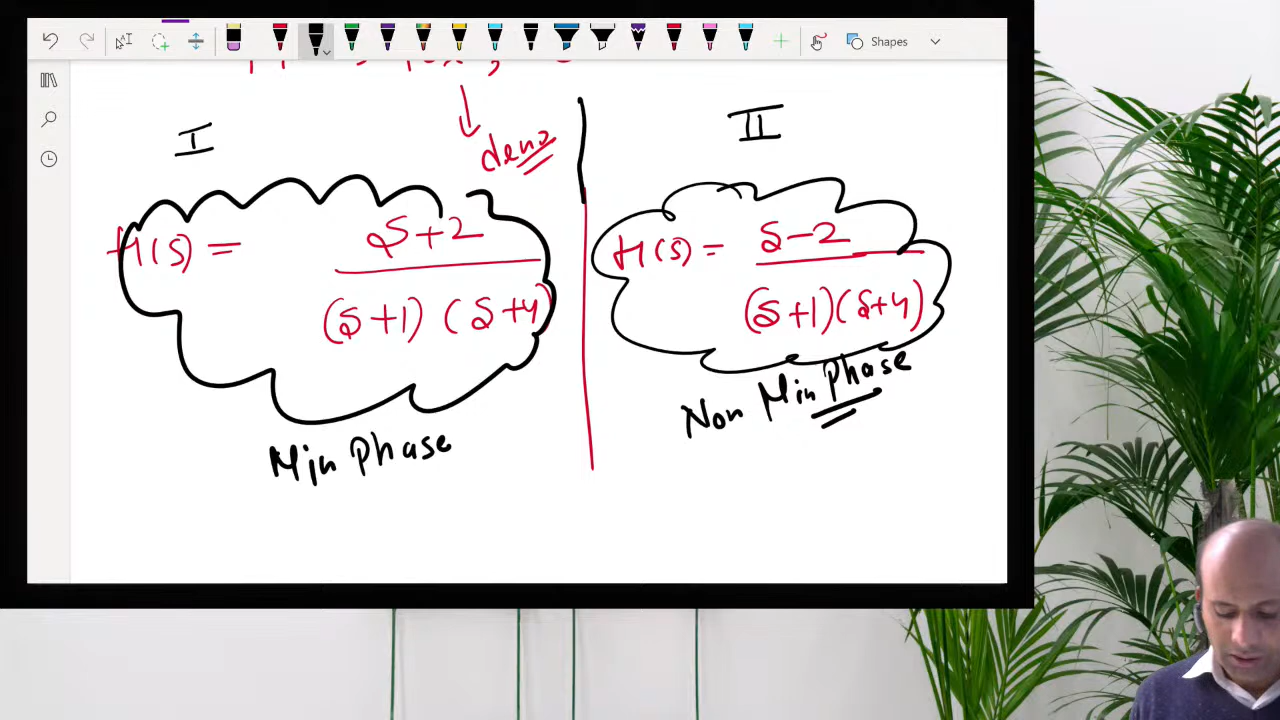 Shapes
I
II
deno
H(s) = S+2
(S+1) (S+4)
H(s) = S-2
(S+1)(S+4)
Min Phase
Non Min Phase